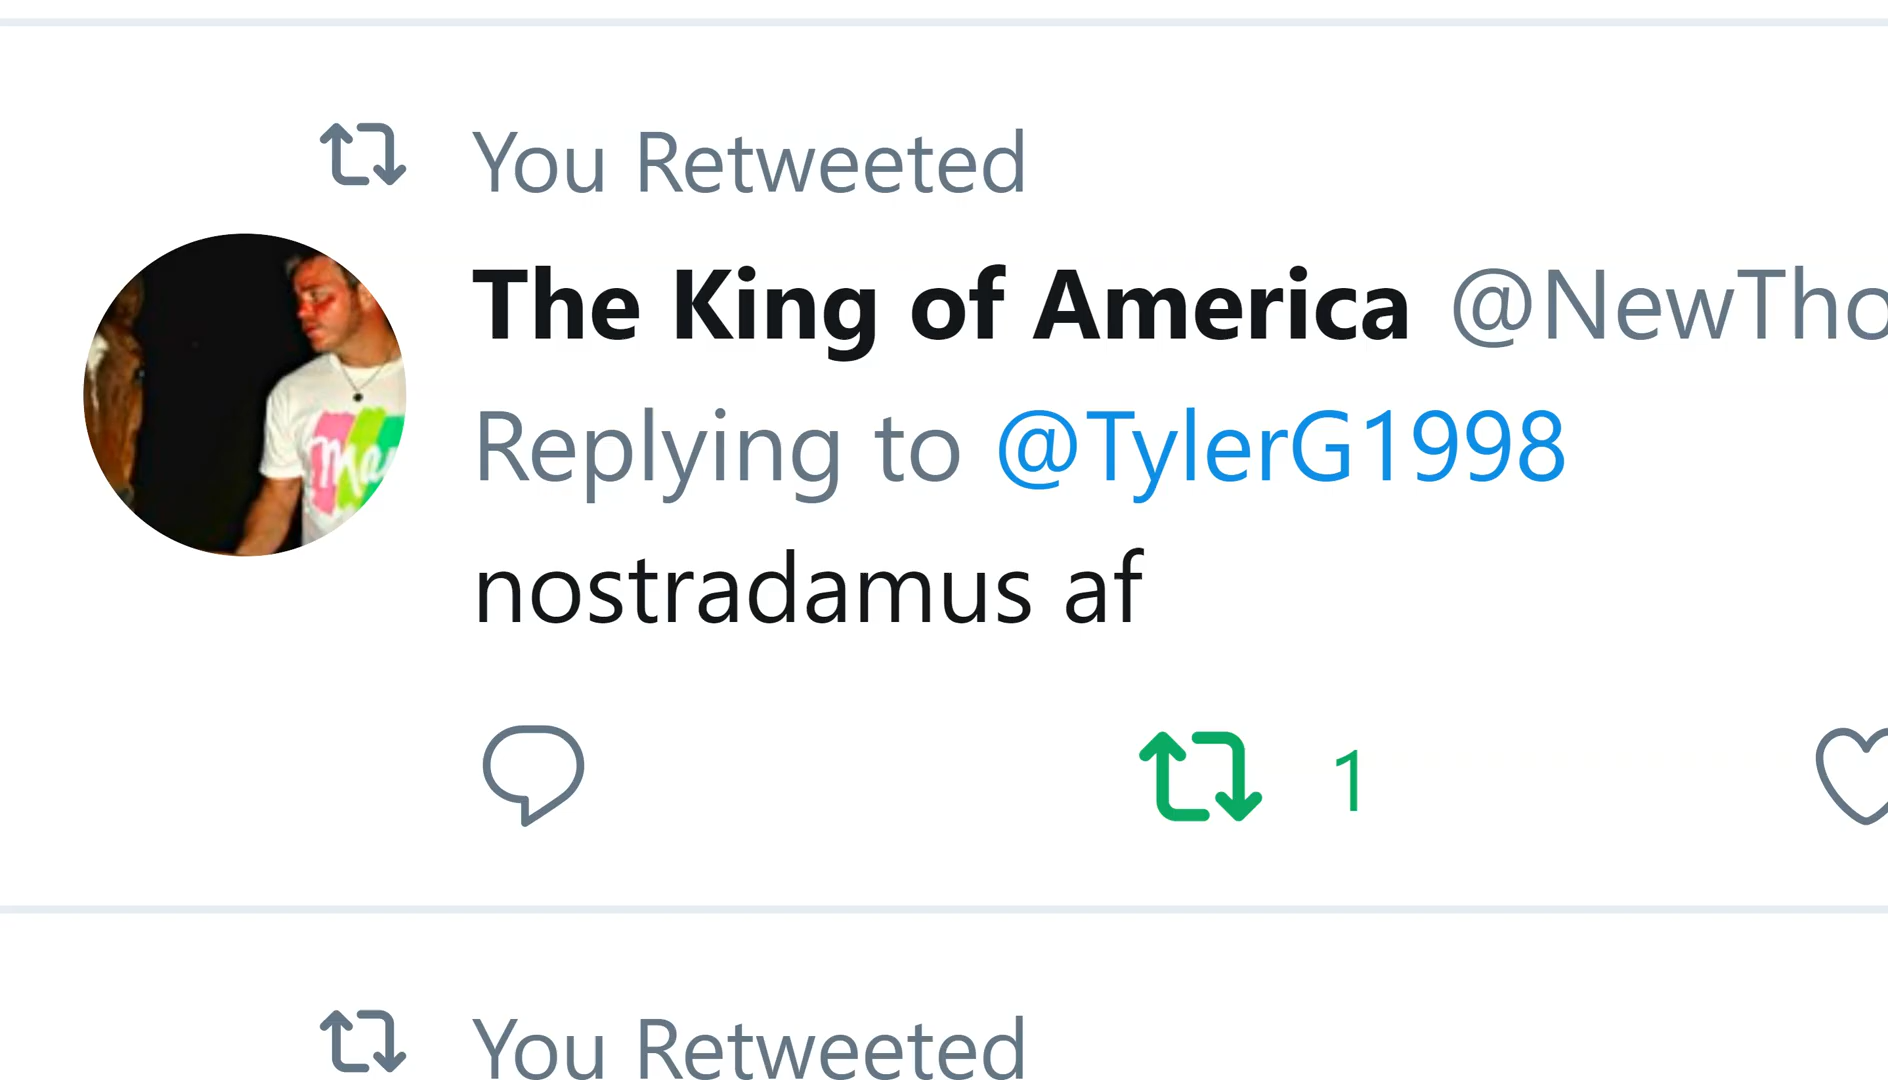 You Retweeted
The King of America @NewTho
Replying to @TylerG1998
nostradamus af
1
You Retweeted